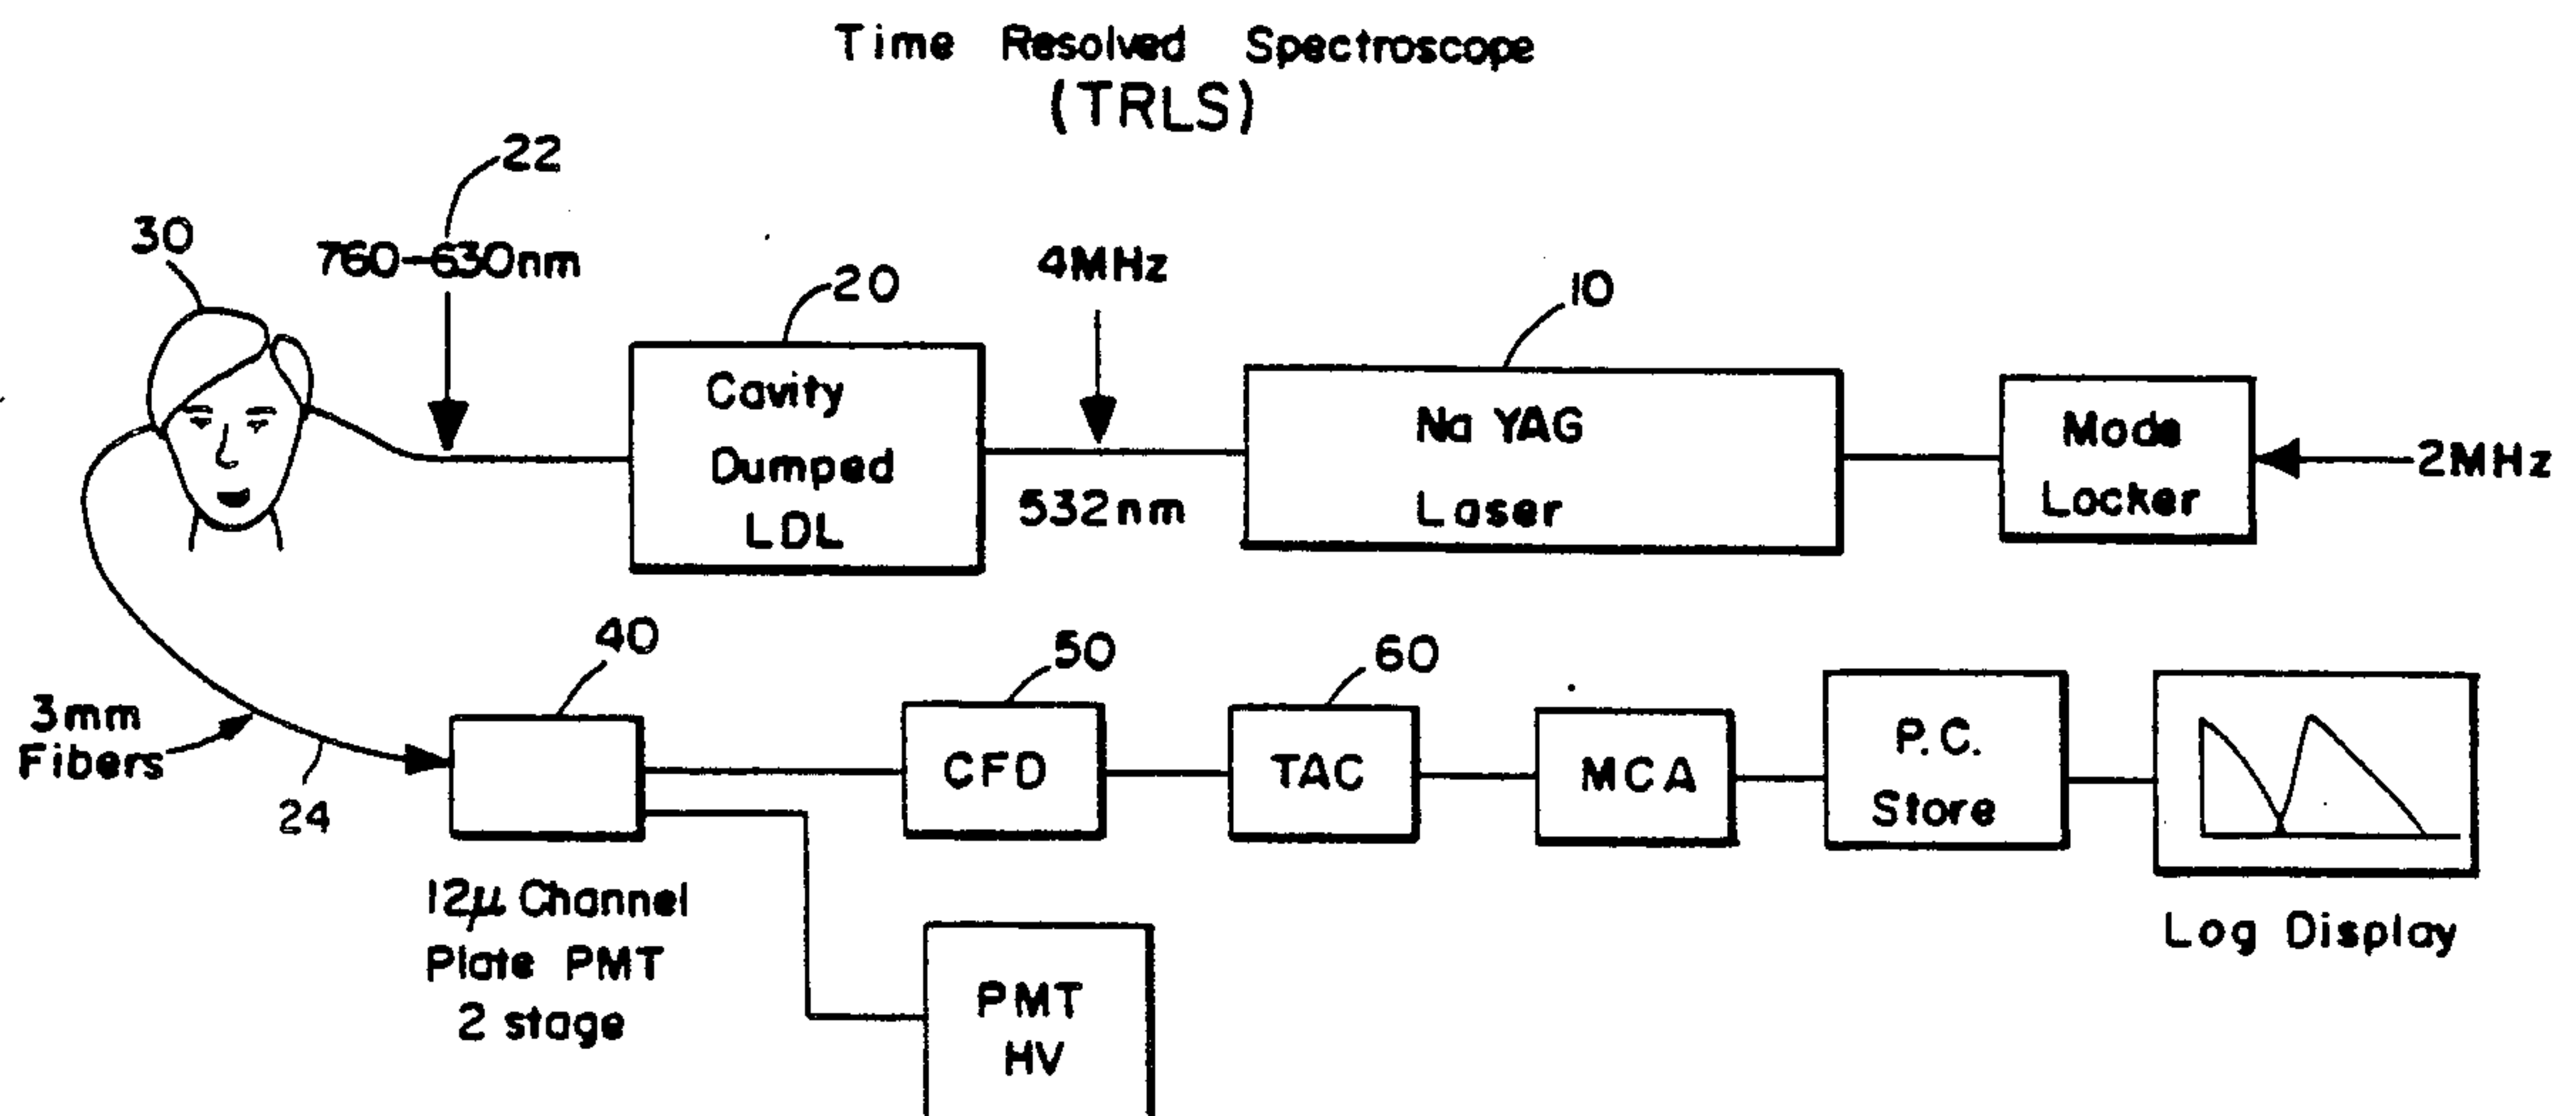 Time Resolved Spectroscope
(TRLS)
22
30
760-630nm
20
4MHz
10
Cavity
Dumped
LDL
532nm
Na YAG
Laser
Mode
Locker
2MHz
40
50
60
3mm
Fibers
24
CFD
TAC
MCA
P.C.
Store
12μ Channel
Plate PMT
2 stage
PMT
HV
Log Display